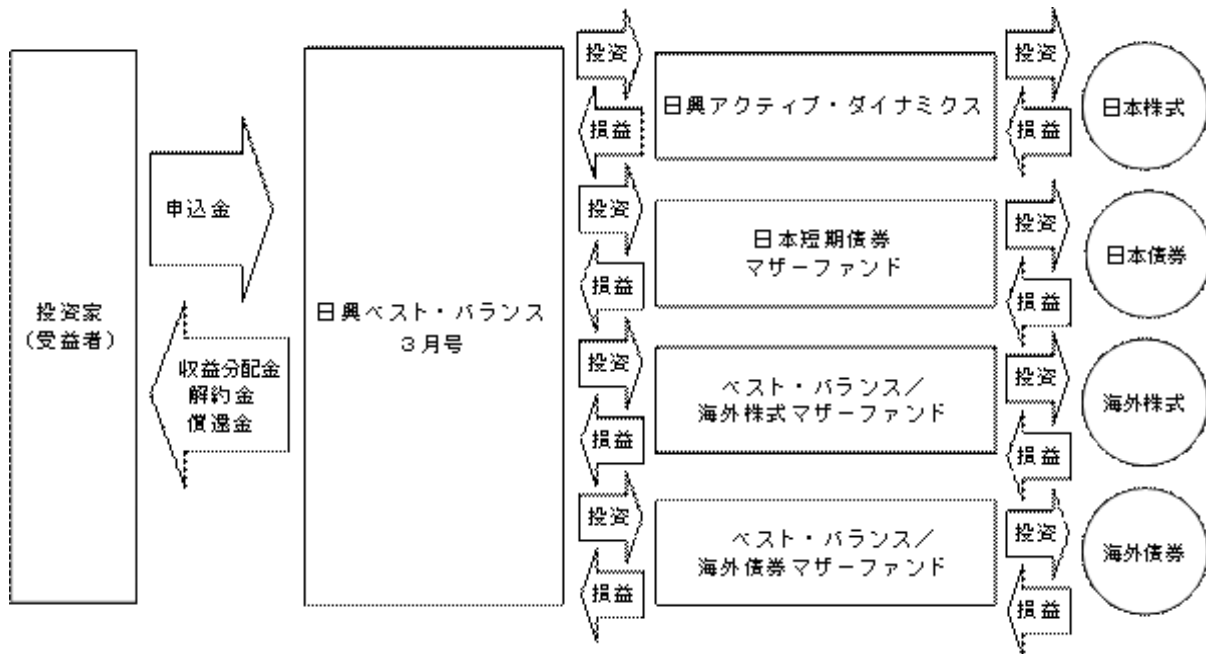 投資家
（受益者）
申込金
収益分配金
解約金
償還金
日興ベスト・バランス
３月号
投資
損益
投資
損益
投資
損益
投資
損益
日興アクティブ・ダイナミクス
日本短期債券
マザーファンド
ベスト・バランス／
海外株式マザーファンド
ベスト・バランス／
海外債券マザーファンド
投資
損益
投資
損益
投資
損益
投資
損益
日本株式
日本債券
海外株式
海外債券